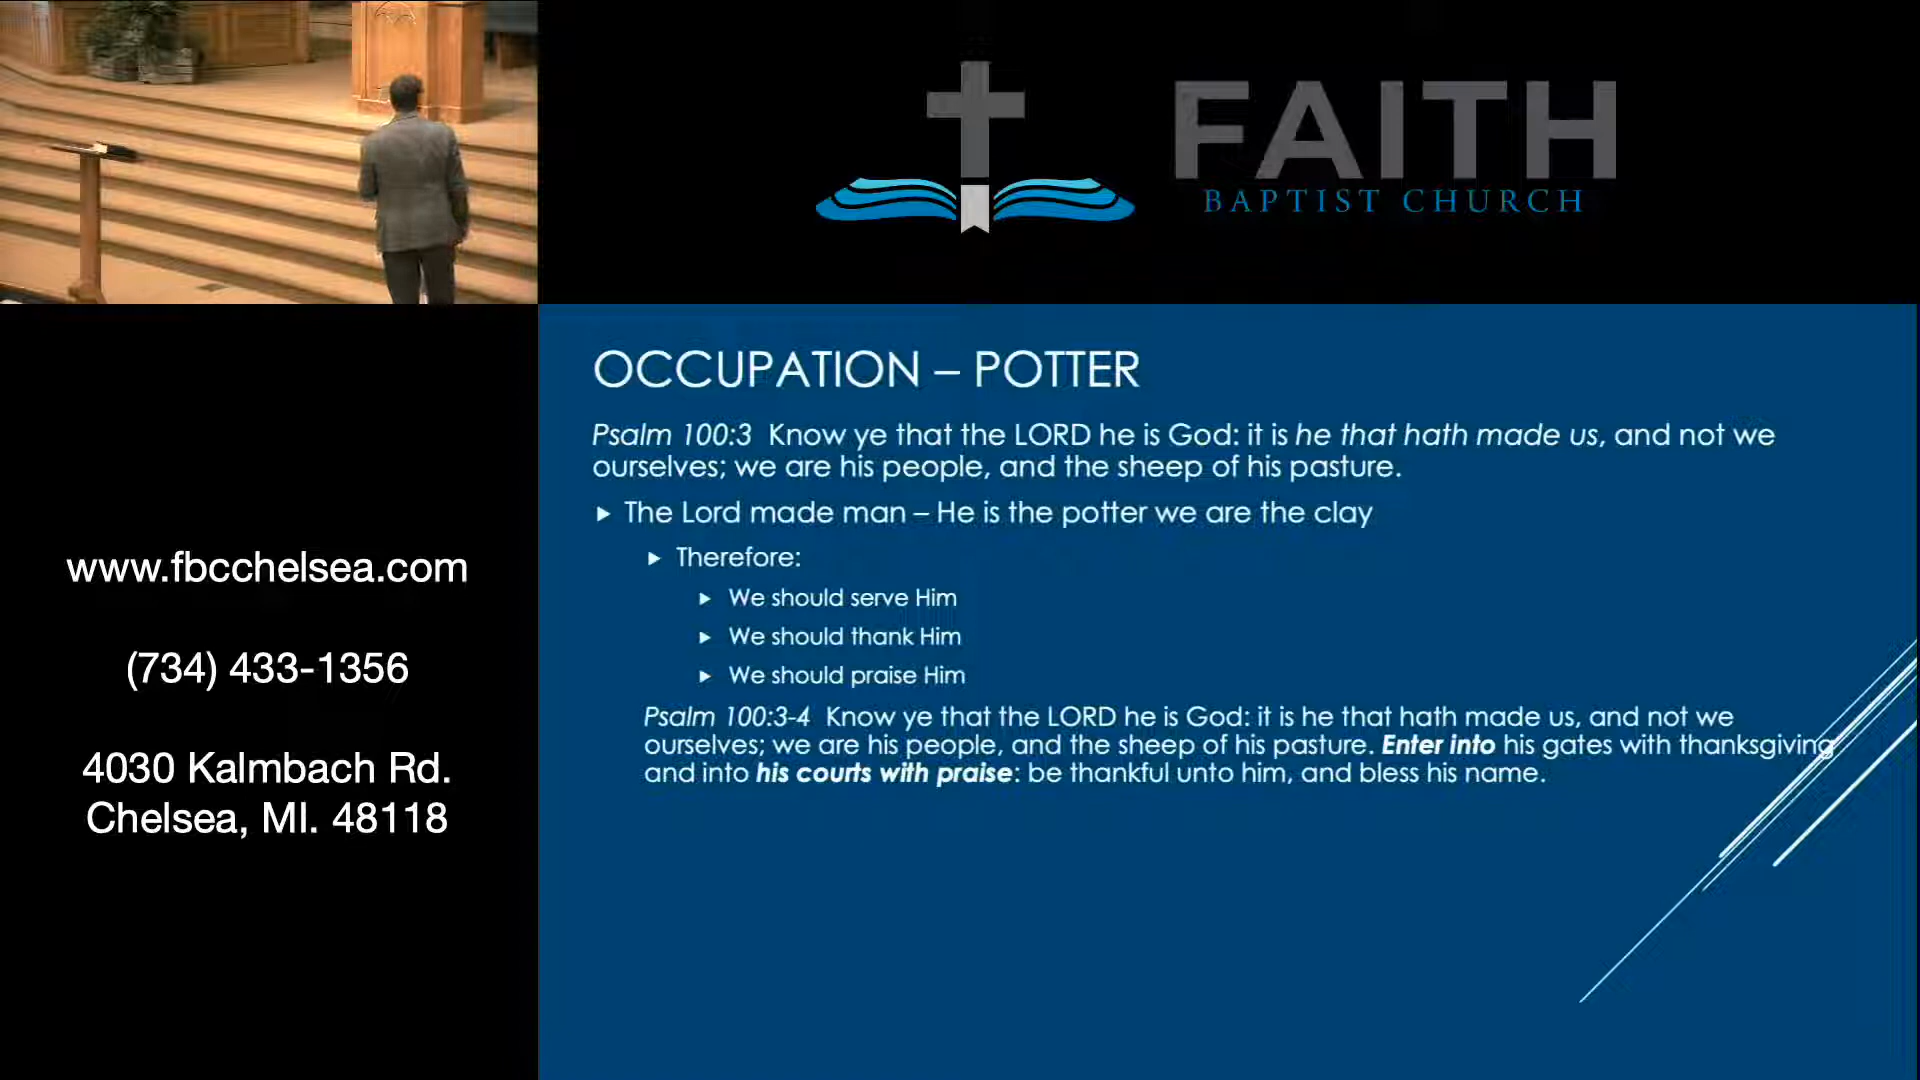 FAITH
BAPTIST CHURCH
OCCUPATION – POTTER
Psalm 100:3 Know ye that the LORD he is God: it is he that hath made us, and not we
ourselves; we are his people, and the sheep of his pasture.
The Lord made man – He is the potter we are the clay
Therefore:
We should serve Him
We should thank Him
We should praise Him
Psalm 100:3-4 Know ye that the LORD he is God: it is he that hath made us, and not we
ourselves; we are his people, and the sheep of his pasture. Enter into his gates with thanksgiving
and into his courts with praise: be thankful unto him, and bless his name.
www.fbcchelsea.com
(734) 433-1356
4030 Kalmbach Rd.
Chelsea, MI. 48118